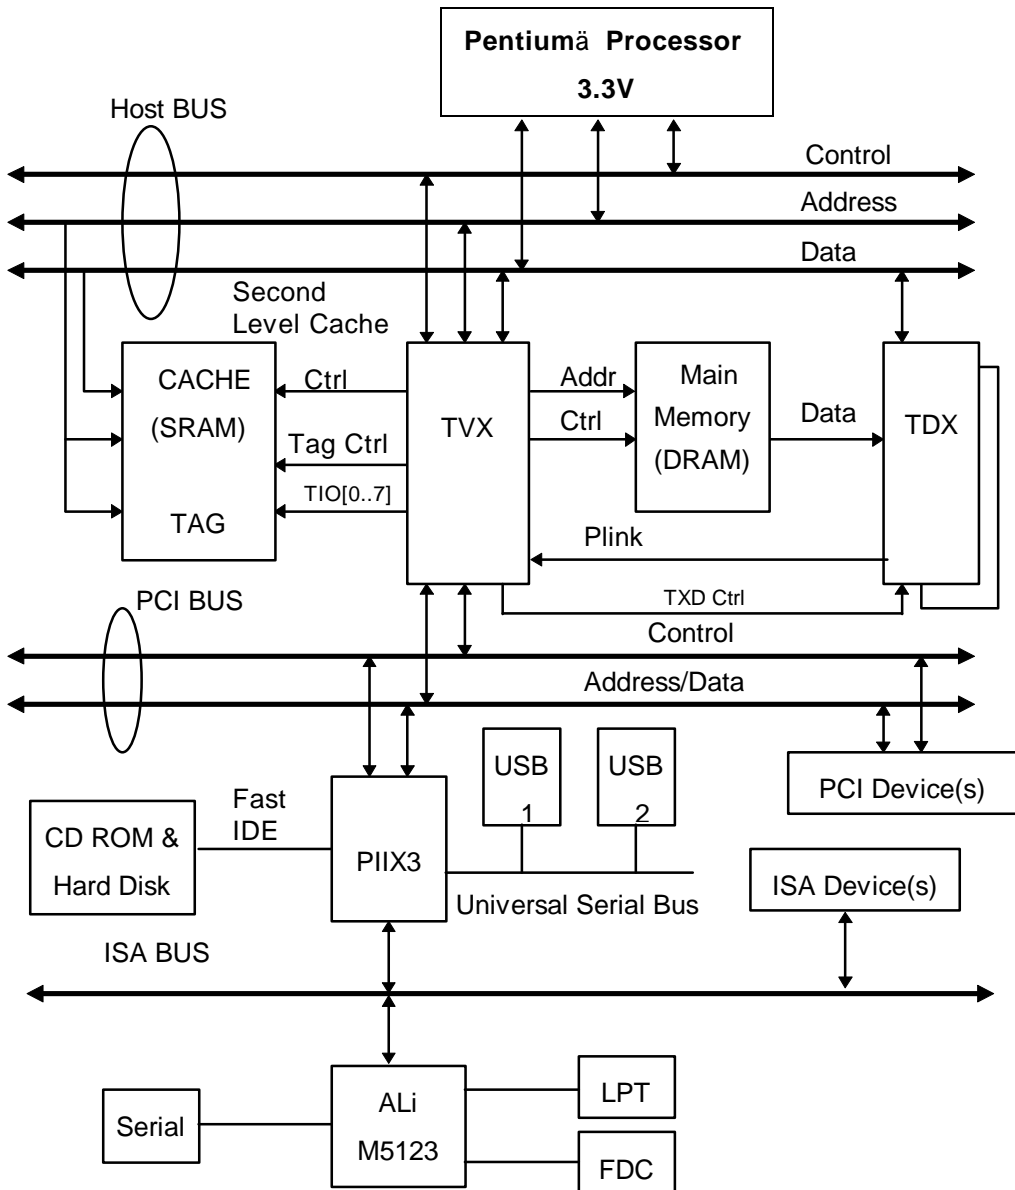 Pentiumä Processor
3.3V
Host BUS
Control
Address
Data
Second
Level Cache
CACHE
(SRAM)
TAG
Ctrl
Tag Ctrl
TIO[0..7]
TVX
Addr
Ctrl
Main
Memory
(DRAM)
Data
TDX
Plink
TXD Ctrl
PCI BUS
Control
Address/Data
USB
1
USB
2
PCI Device(s)
Fast
IDE
CD ROM &
Hard Disk
PIIX3
Universal Serial Bus
ISA Device(s)
ISA BUS
Serial
ALi
M5123
LPT
FDC